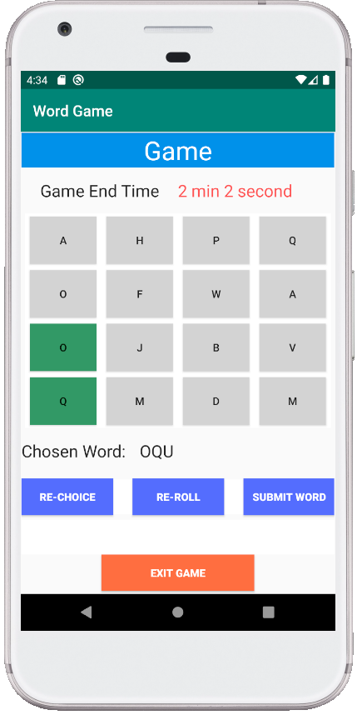 4:34
Word Game
Game
Game End Time 2 min 2 second
A H P Q
O F W A
O J B V
Q M D M
Chosen Word: OQU
RE-CHOICE RE-ROLL SUBMIT WORD
EXIT GAME